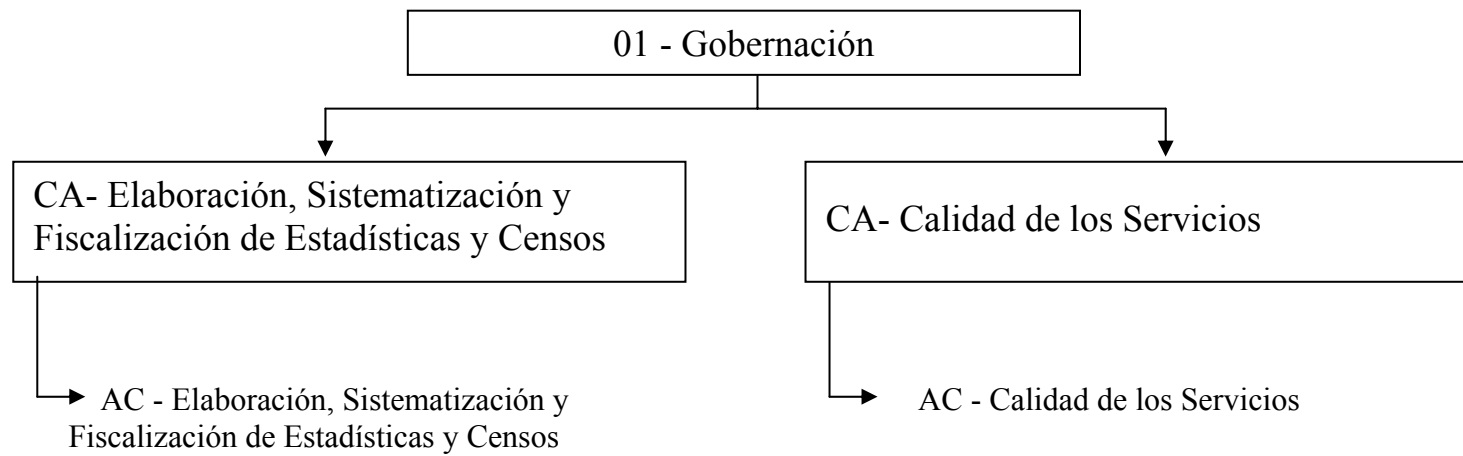 01 - Gobernación
CA- Elaboración, Sistematización y
Fiscalización de Estadísticas y Censos
CA- Calidad de los Servicios
AC - Elaboración, Sistematización y
Fiscalización de Estadísticas y Censos
AC - Calidad de los Servicios